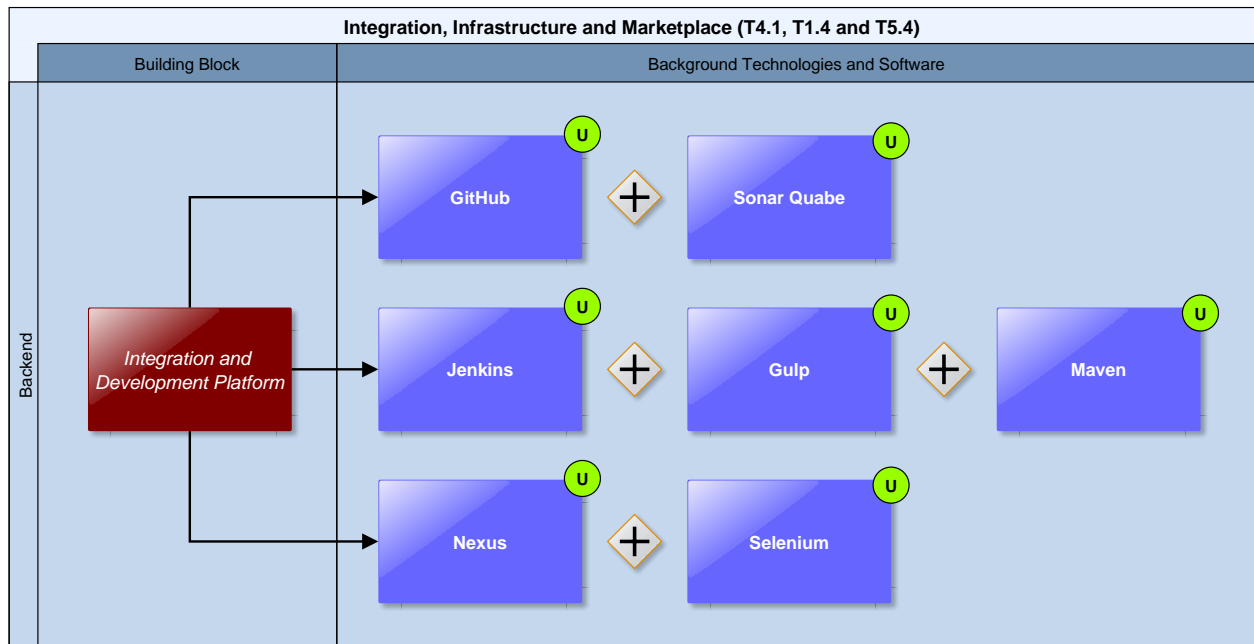 Integration, Infrastructure and Marketplace (T4.1, T1.4 and T5.4)
Building Block
Background Technologies and Software
Backend
U
U
GitHub
Sonar Quabe
Integration and
Development Platform
U
U
U
Jenkins
Gulp
Maven
U
U
Nexus
Selenium